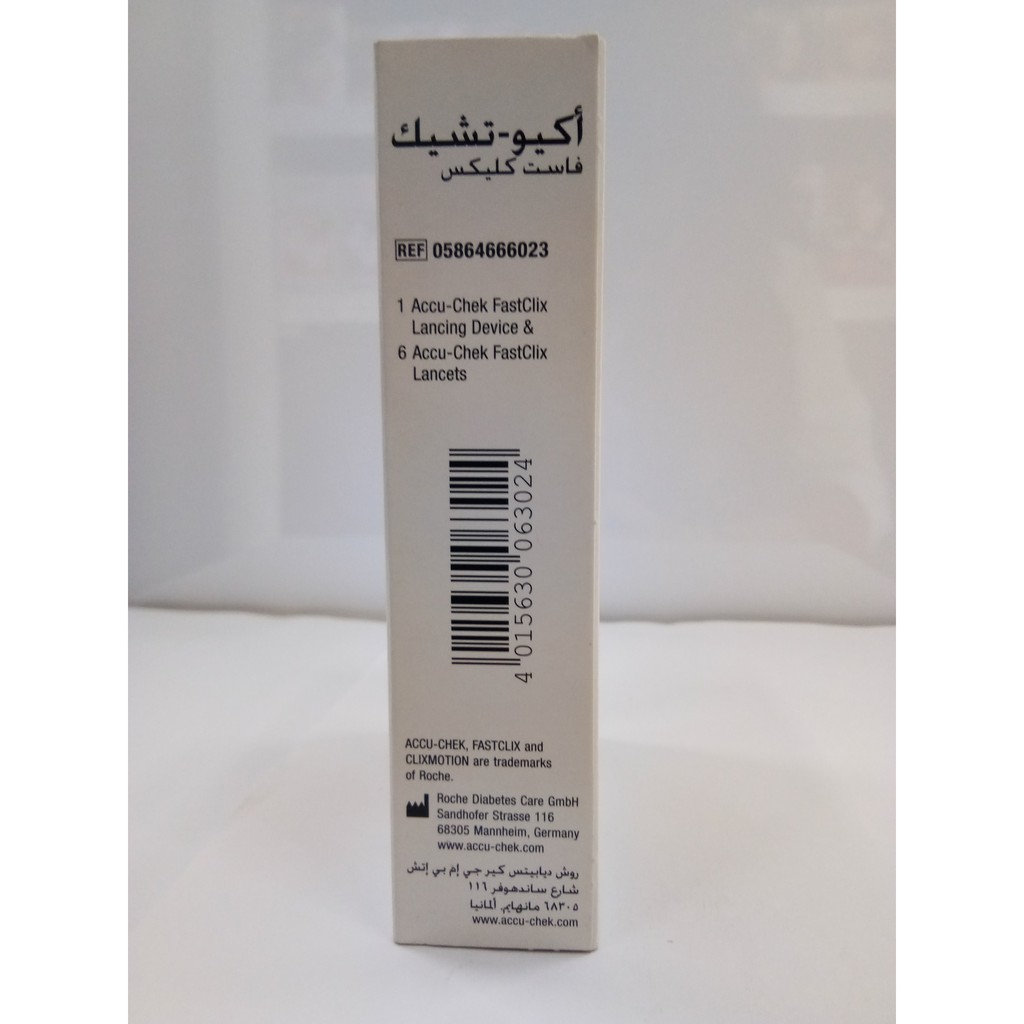 أكيو-تشيك
فاست كليكس
REF 05864666023
1 Accu-Chek FastClix
Lancing Device &
6 Accu-Chek FastClix
Lancets
4 015630 063024
ACCU-CHEK, FASTCLIX and
CLIXMOTION are trademarks
of Roche.
Roche Diabetes Care GmbH
Sandhofer Strasse 116
68305 Mannheim, Germany
www.accu-chek.com
روش ديابيتس كير جي إم بي إتش
شارع ساندهوفر ١١٦
٦٨٣٠٥ مانهايم, ألمانيا
www.accu-chek.com